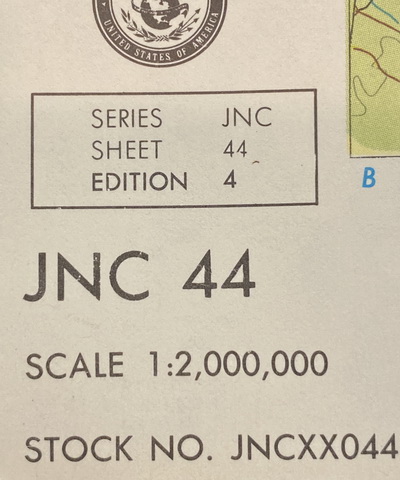 UNITED STATES OF AMERICA
SERIES JNC
SHEET 44
EDITION 4
B
JNC 44
SCALE 1:2,000,000
STOCK NO. JNCXX044